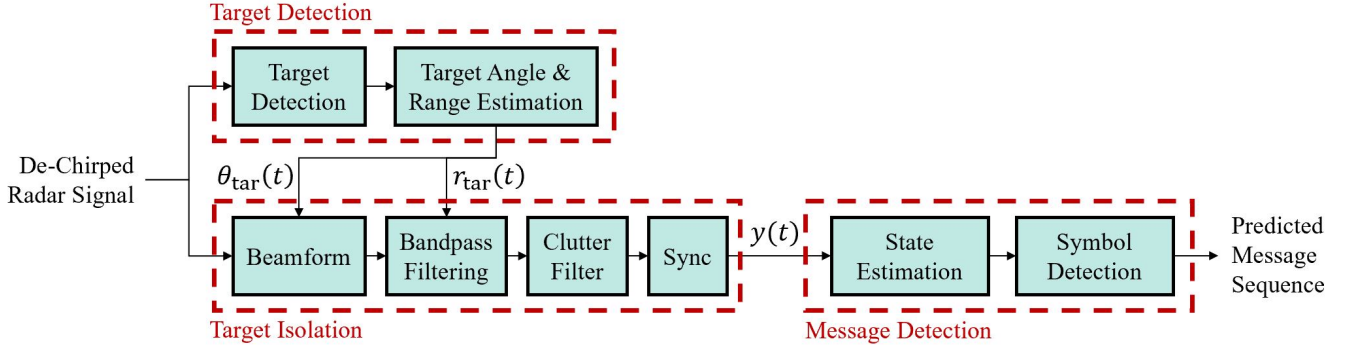 Target Detection
Target
Detection
Target Angle &
Range Estimation
De-Chirped
Radar Signal
θtar(t)
rtar(t)
Beamform
Bandpass
Filtering
Clutter
Filter
Sync
y(t)
State
Estimation
Symbol
Detection
Predicted
Message
Sequence
Target Isolation
Message Detection